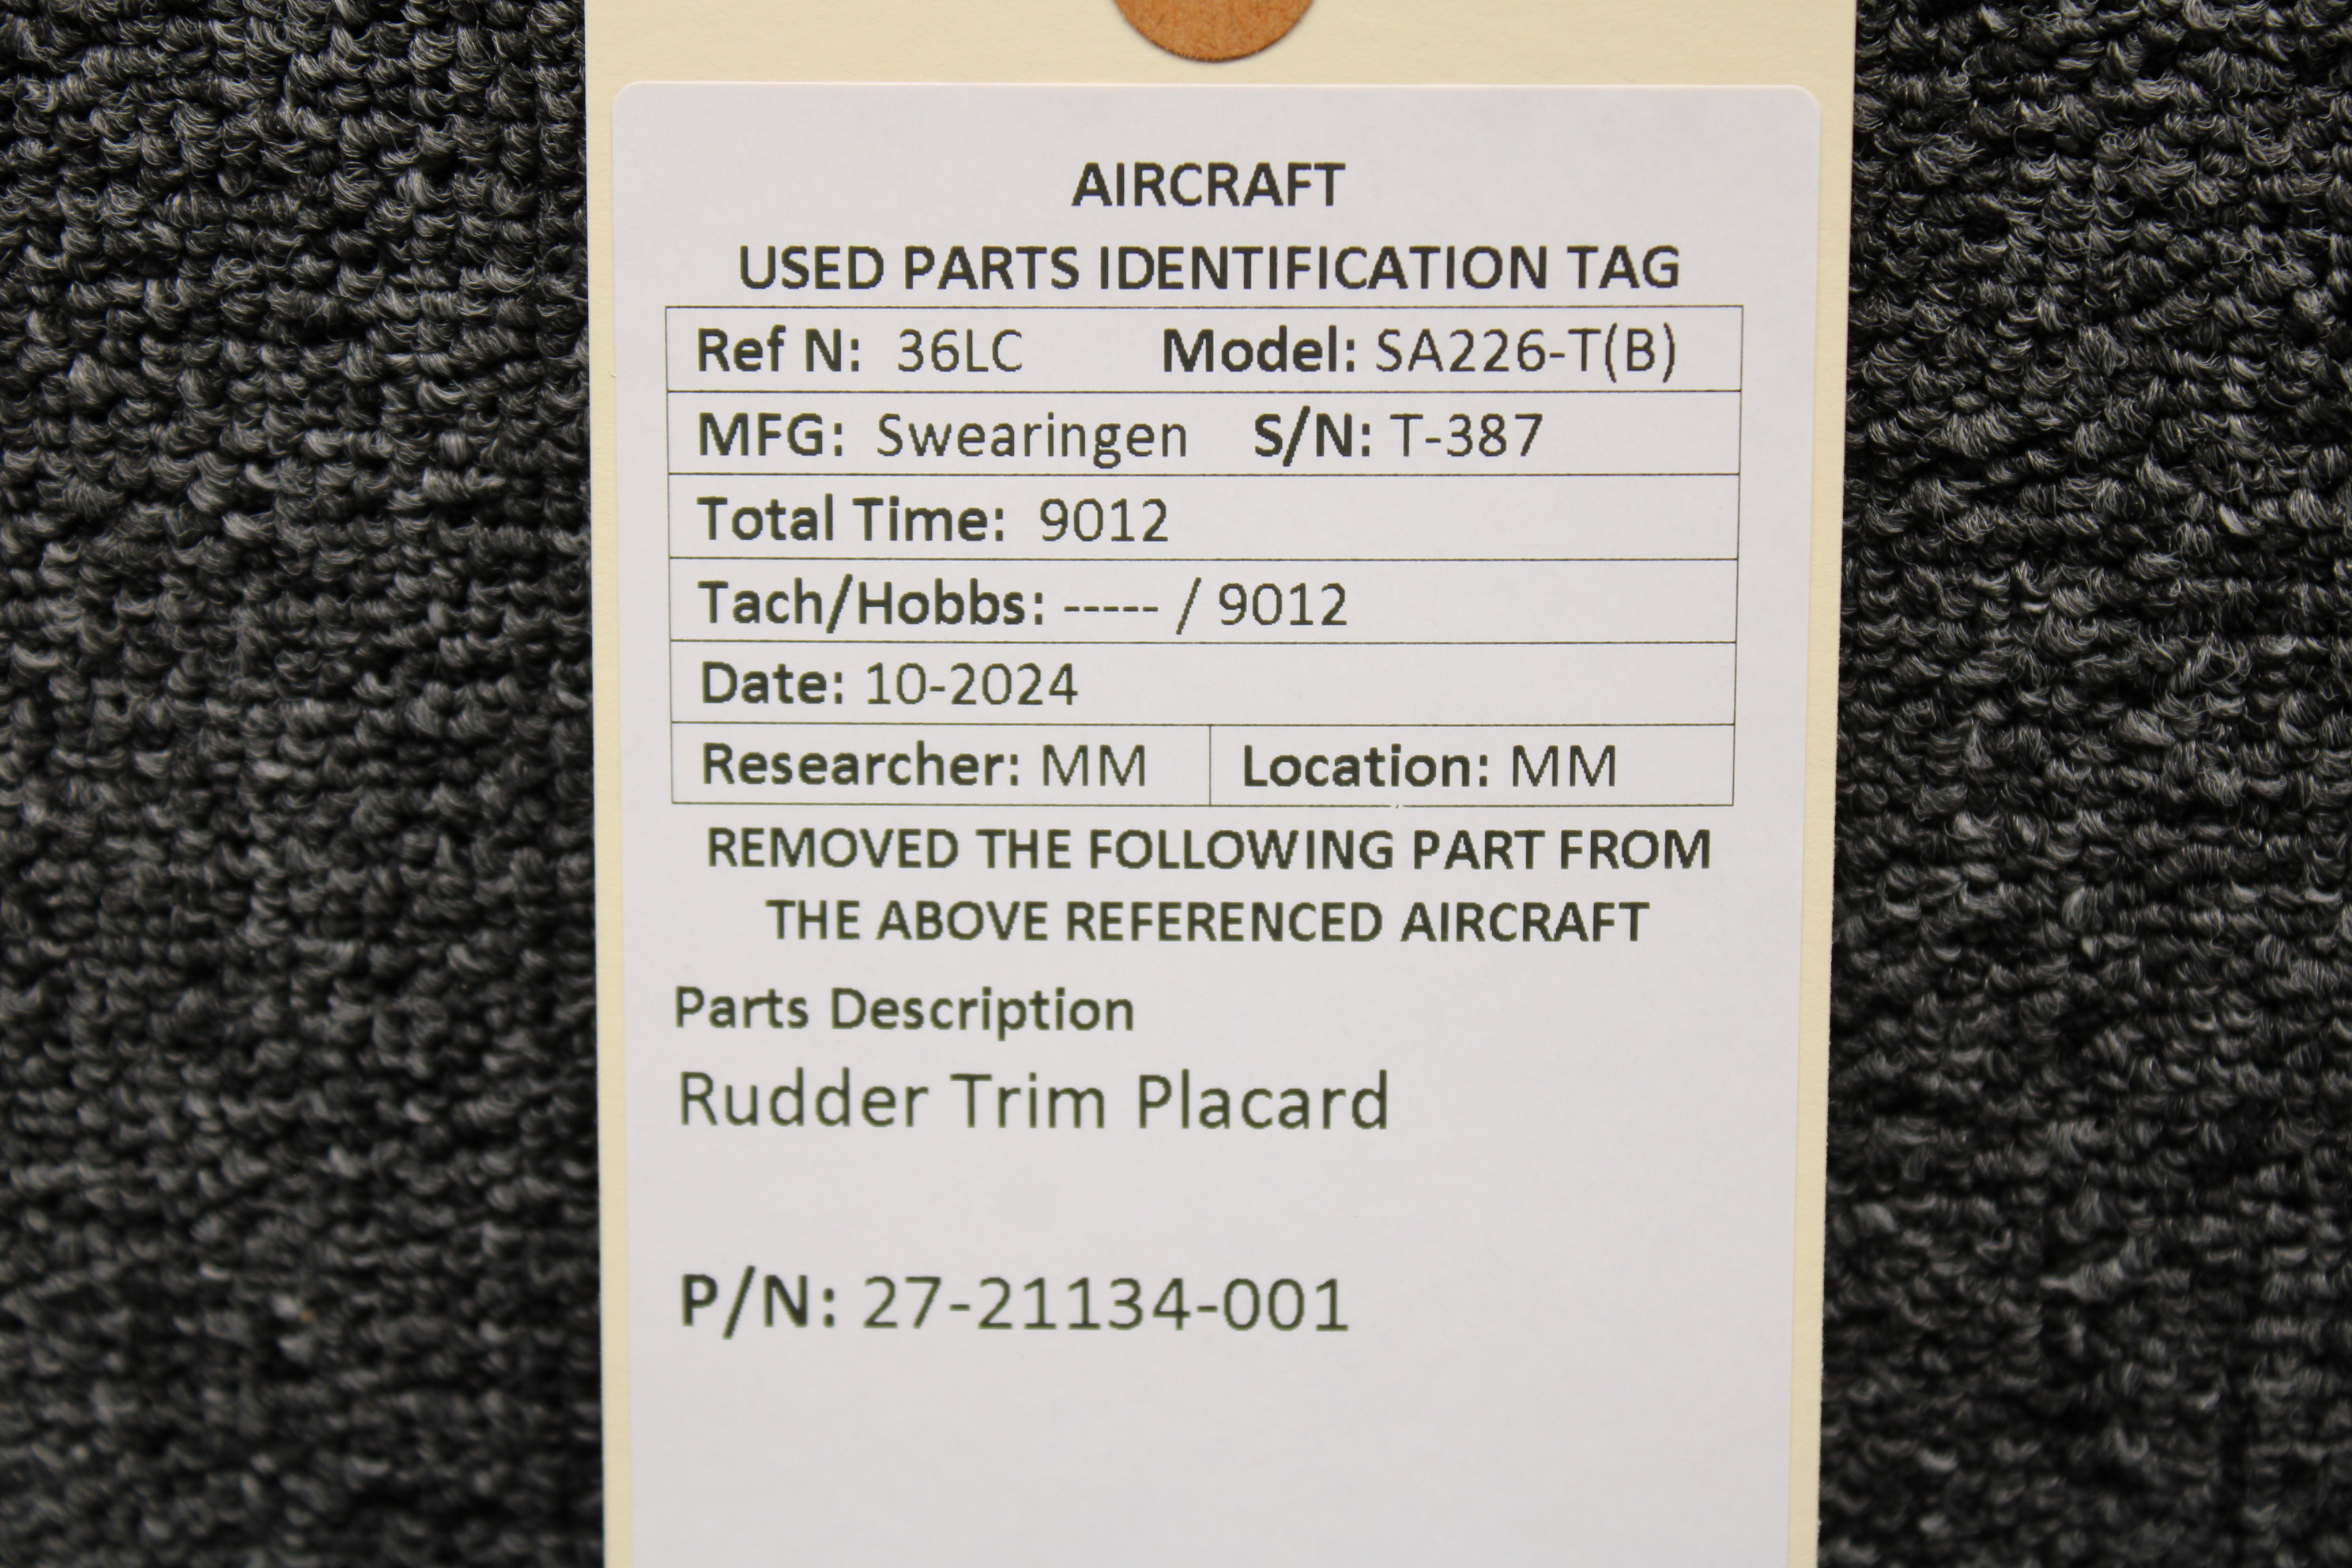 AIRCRAFT
USED PARTS IDENTIFICATION TAG
Ref N: 36LC Model: SA226-T(B)
MFG: Swearingen S/N: T-387
Total Time: 9012
Tach/Hobbs: ----- / 9012
Date: 10-2024
Researcher: MM Location: MM
REMOVED THE FOLLOWING PART FROM
THE ABOVE REFERENCED AIRCRAFT
Parts Description
Rudder Trim Placard
P/N: 27-21134-001